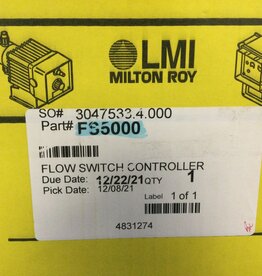 LMI
MILTON ROY
SO# 3047533.4.000
Part# FS5000
FLOW SWITCH CONTROLLER
Due Date: 12/22/21 QTY 1
Pick Date: 12/08/21 Label 1 of 1
4831274